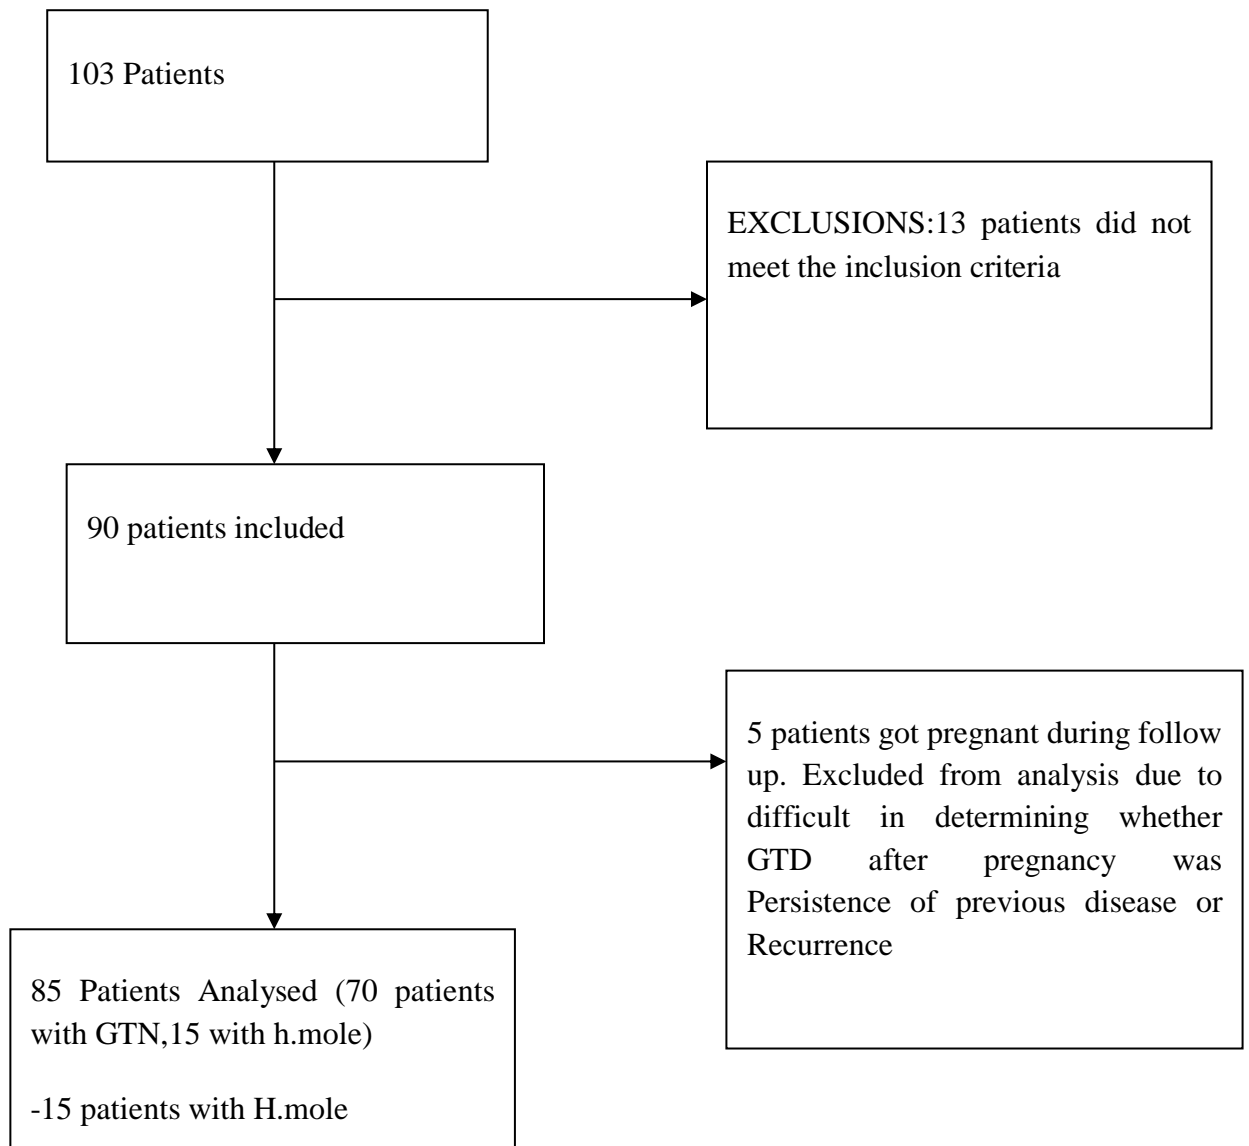 103 Patients
EXCLUSIONS:13 patients did not
meet the inclusion criteria
90 patients included
5 patients got pregnant during follow
up. Excluded from analysis due to
difficult in determining whether
GTD after pregnancy was
Persistence of previous disease or
Recurrence
85 Patients Analysed (70 patients
with GTN,15 with h.mole)
-15 patients with H.mole